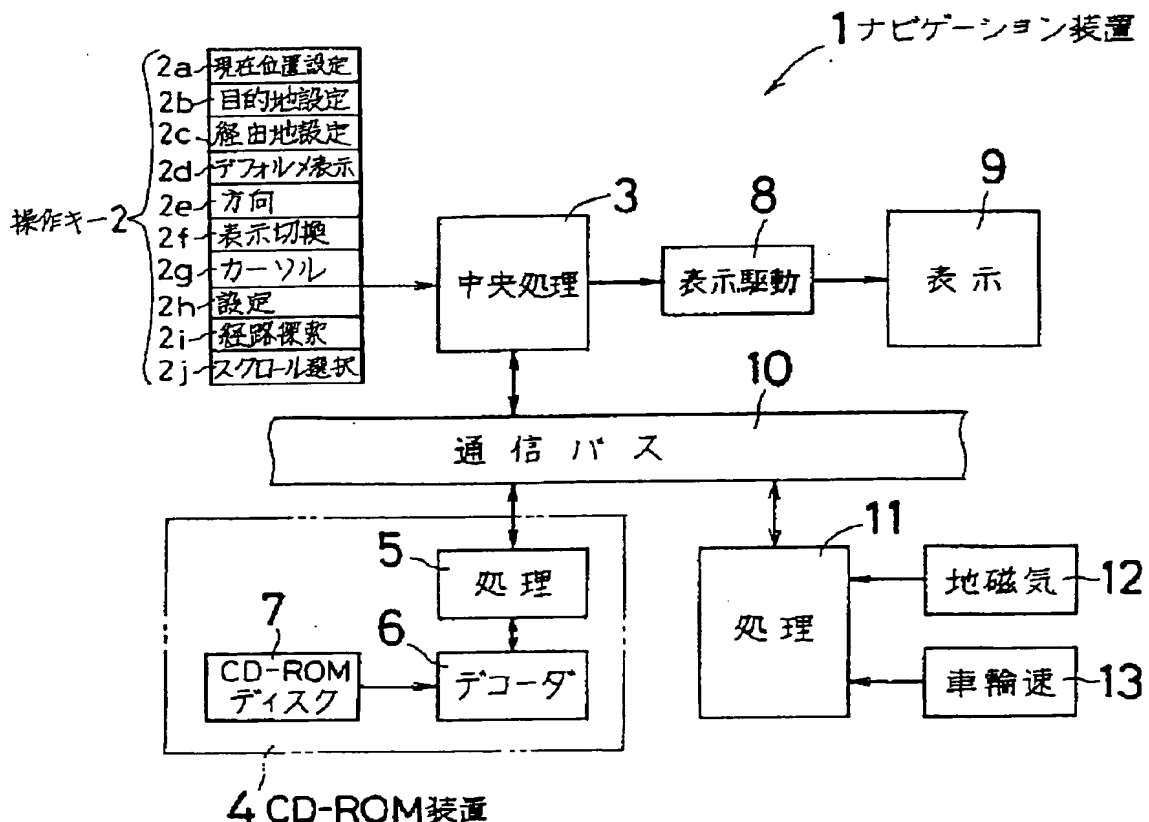 1 ナビゲーション装置
操作キー2
2a 現在位置設定
2b 目的地設定
2c 経由地設定
2d デフォルメ表示
2e 方向
2f 表示切換
2g カーソル
2h 設定
2i 経路探索
2j スクロール選択
3
中央処理
8
表示駆動
9
表示
10
通信バス
5
処理
6
デコーダ
7
CD-ROM
ディスク
4 CD-ROM装置
11
処理
地磁気 12
車輪速 13